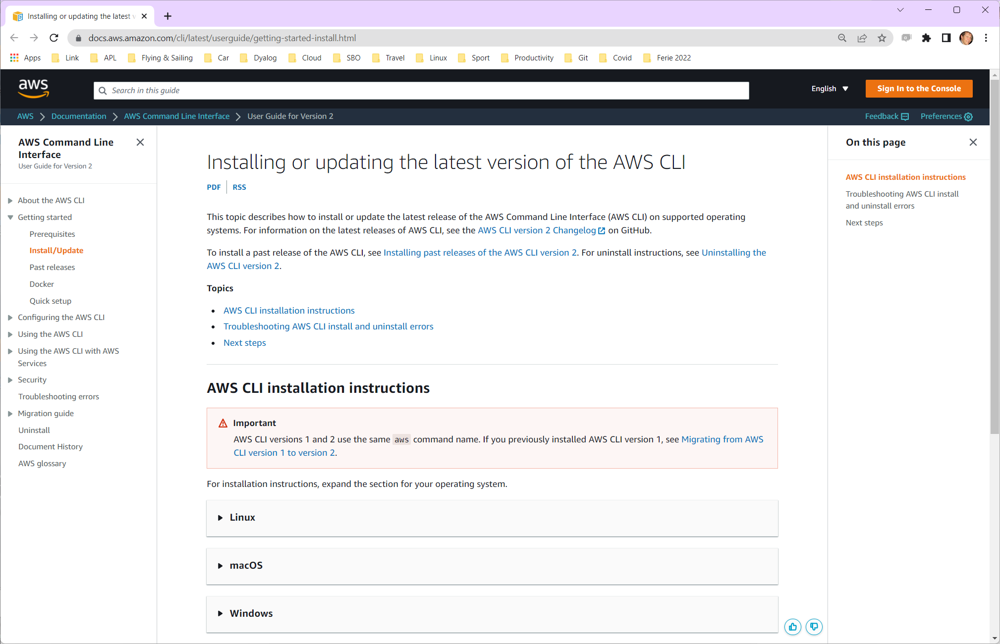 Installing or updating the latest v
docs.aws.amazon.com/cli/latest/userguide/getting-started-install.html
Apps Link APL Flying & Sailing Car Dyalog Cloud SBO Travel Linux Sport Productivity Git Covid Ferie 2022
aws
Search in this guide
English
Sign In to the Console
AWS Documentation AWS Command Line Interface User Guide for Version 2
Feedback Preferences
AWS Command Line
Interface
User Guide for Version 2
About the AWS CLI
Getting started
Prerequisites
Install/Update
Past releases
Docker
Quick setup
Configuring the AWS CLI
Using the AWS CLI
Using the AWS CLI with AWS
Services
Security
Troubleshooting errors
Migration guide
Uninstall
Document History
AWS glossary
Installing or updating the latest version of the AWS CLI
PDF RSS
This topic describes how to install or update the latest release of the AWS Command Line Interface (AWS CLI) on supported operating
systems. For information on the latest releases of AWS CLI, see the AWS CLI version 2 Changelog on GitHub.
To install a past release of the AWS CLI, see Installing past releases of the AWS CLI version 2. For uninstall instructions, see Uninstalling the
AWS CLI version 2.
Topics
• AWS CLI installation instructions
• Troubleshooting AWS CLI install and uninstall errors
• Next steps
AWS CLI installation instructions
Important
AWS CLI versions 1 and 2 use the same aws command name. If you previously installed AWS CLI version 1, see Migrating from AWS
CLI version 1 to version 2.
For installation instructions, expand the section for your operating system.
Linux
macOS
Windows
On this page
AWS CLI installation instructions
Troubleshooting AWS CLI install
and uninstall errors
Next steps